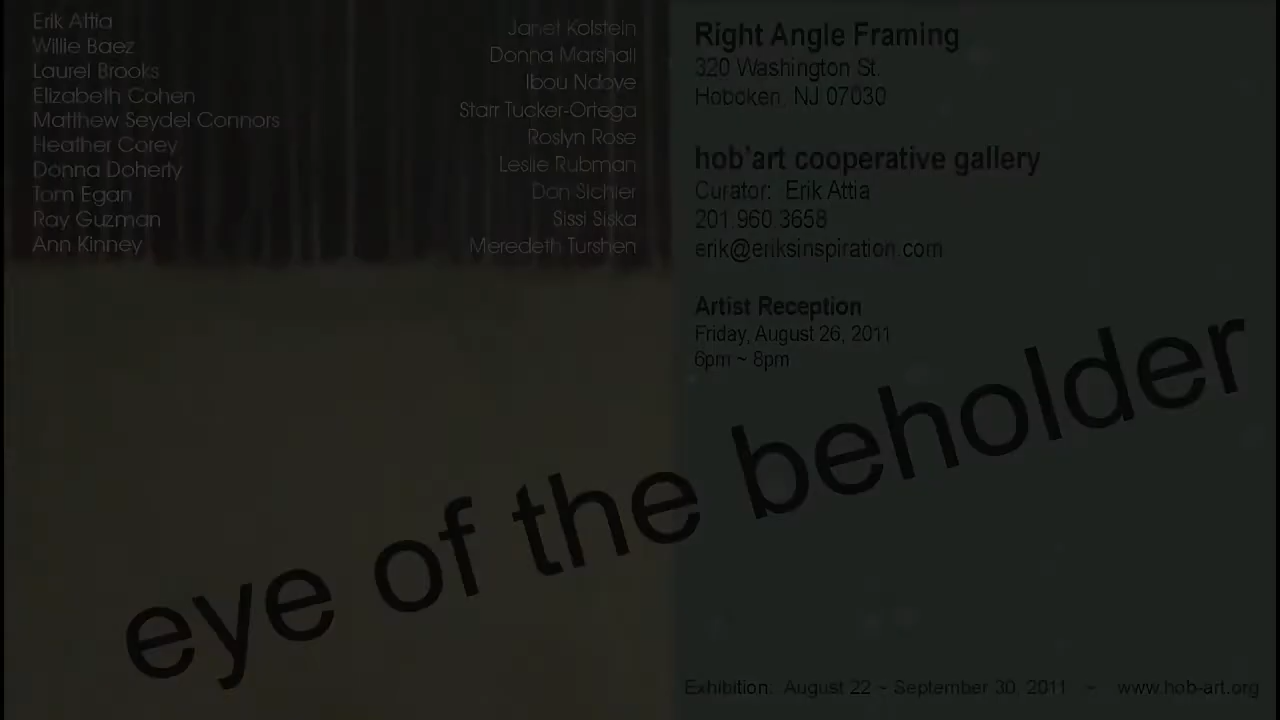 Erik Attia
Willie Baez
Laurel Brooks
Elizabeth Cohen
Matthew Seydel Connors
Heather Corey
Donna Doherty
Tom Egan
Ray Guzman
Ann Kinney
Janet Kolstein
Donna Marshall
Ibou Ndoye
Starr Tucker-Ortega
Roslyn Rose
Leslie Rubman
Don Sichler
Sissi Siska
Meredeth Turshen
Right Angle Framing
320 Washington St.
Hoboken, NJ 07030
hob'art cooperative gallery
Curator: Erik Attia
201.960.3658
erik@eriksinspiration.com
Artist Reception
Friday, August 26, 2011
6pm ~ 8pm
eye of the beholder
Exhibition: August 22 ~ September 30, 2011 ~ www.hob-art.org